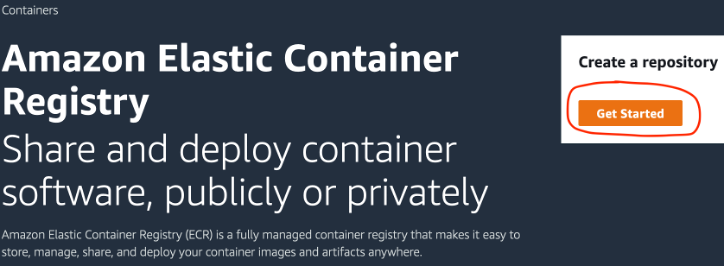 Containers
Amazon Elastic Container
Registry
Share and deploy container
software, publicly or privately
Amazon Elastic Container Registry (ECR) is a fully managed container registry that makes it easy to
store, manage, share, and deploy your container images and artifacts anywhere.
Create a repository
Get Started